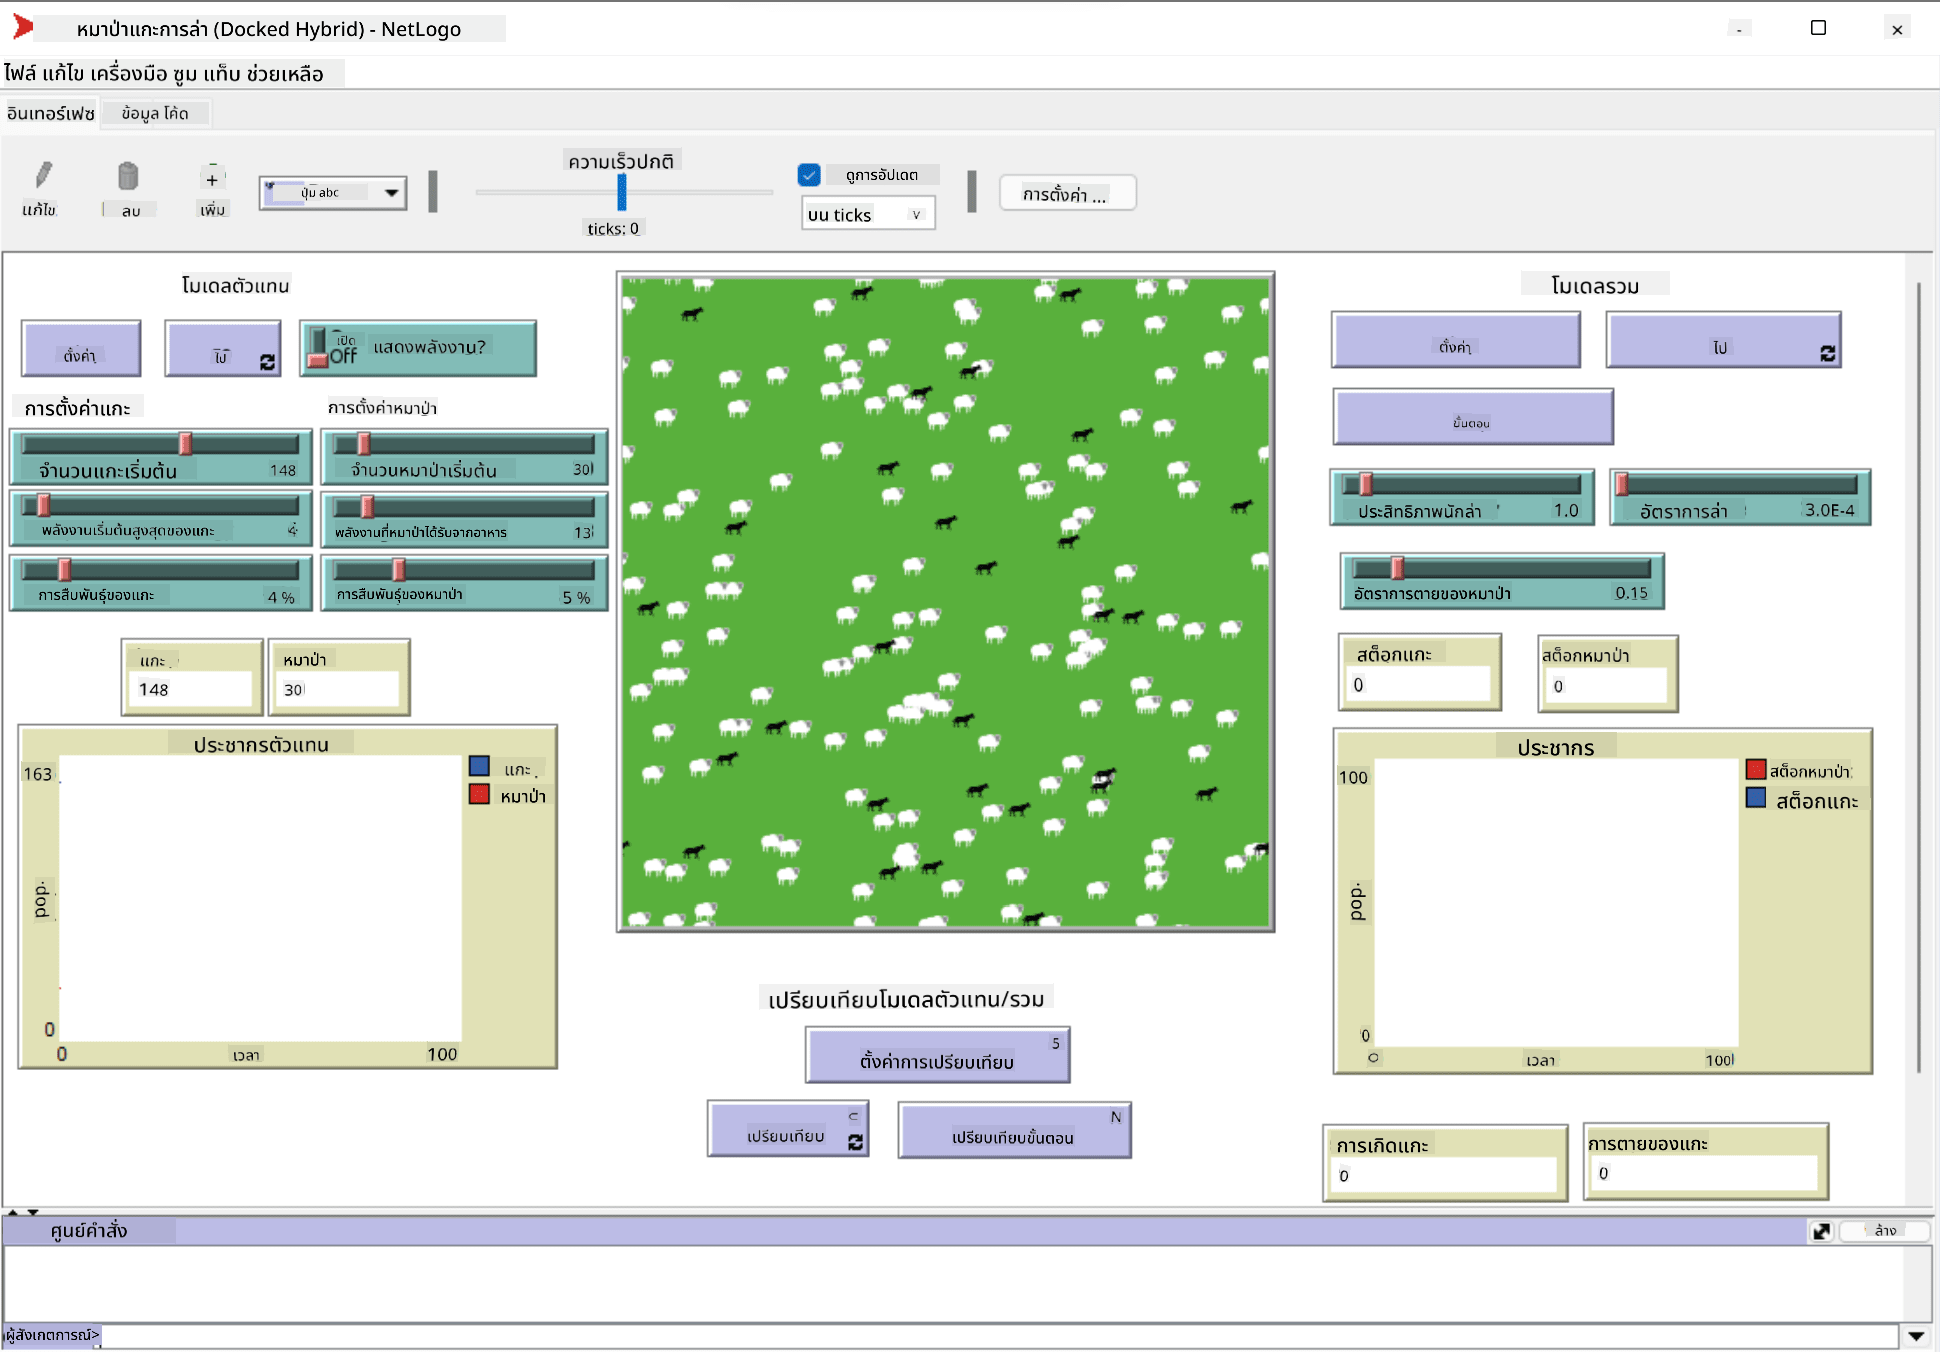 หมาป่าแกะการล่า (Docked Hybrid) - NetLogo
ไฟล์ แก้ไข เครื่องมือ ซูม แท็บ ช่วยเหลือ
อินเทอร์เฟซ ข้อมูล โค้ด
แก้ไข ลบ เพิ่ม
ปุ่ม abc
ความเร็วปกติ
ticks: 0
ดูการอัปเดต
บน ticks
การตั้งค่า ...
โมเดลตัวแทน
ตั้งค่า
ไป
เปิด
Off
แสดงพลังงาน?
การตั้งค่าแกะ
การตั้งค่าหมาป่า
จำนวนแกะเริ่มต้น 148
จำนวนหมาป่าเริ่มต้น 30
พลังงานเริ่มต้นสูงสุดของแกะ 4
พลังงานที่หมาป่าได้รับจากอาหาร 13
การสืบพันธุ์ของแกะ 4 %
การสืบพันธุ์ของหมาป่า 5 %
แกะ
148
หมาป่า
30
ประชากรตัวแทน
163
pop.
0
0 เวลา 100
แกะ
หมาป่า
เปรียบเทียบโมเดลตัวแทน/รวม
ตั้งค่าการเปรียบเทียบ 5
เปรียบเทียบ
เปรียบเทียบขั้นตอน N
โมเดลรวม
ตั้งค่า
ไป
ขั้นตอน
ประสิทธิภาพนักล่า 1.0
อัตราการล่า 3.0E-4
อัตราการตายของหมาป่า 0.15
สต็อกแกะ
0
สต็อกหมาป่า
0
ประชากร
100
pop.
0
0 เวลา 100
สต็อกหมาป่า
สต็อกแกะ
การเกิดแกะ
0
การตายของแกะ
0
ศูนย์คำสั่ง
ล้าง
ผู้สังเกตการณ์>